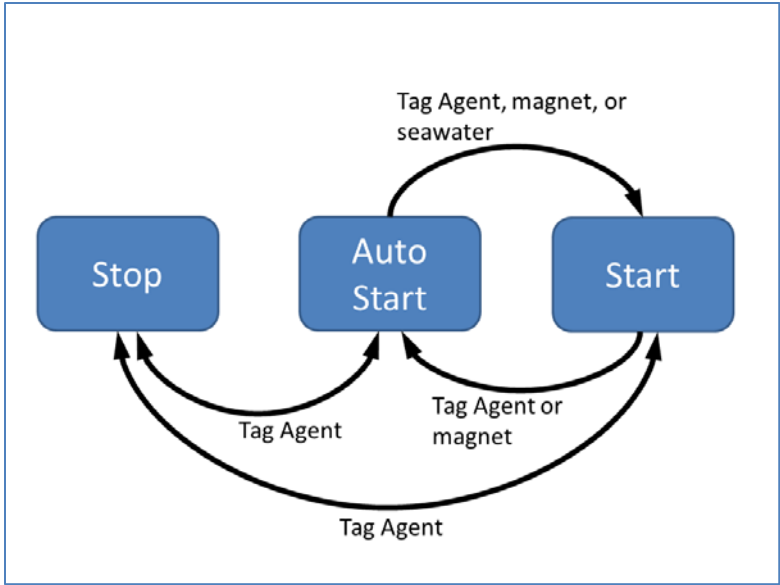 Tag Agent, magnet, or
seawater
Stop
Auto
Start
Start
Tag Agent
Tag Agent or
magnet
Tag Agent